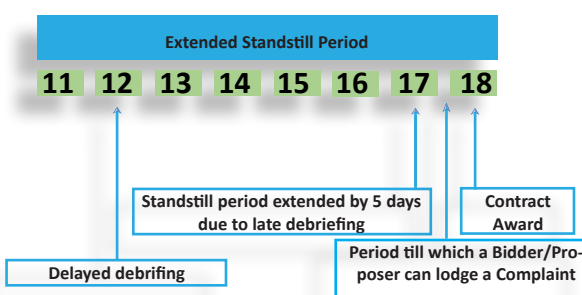 Extended Standstill Period
11 12 13 14 15 16 17 18
Standstill period extended by 5 days
due to late debriefing
Contract
Award
Period till which a Bidder/Pro-
poser can lodge a Complaint
Delayed debrifing